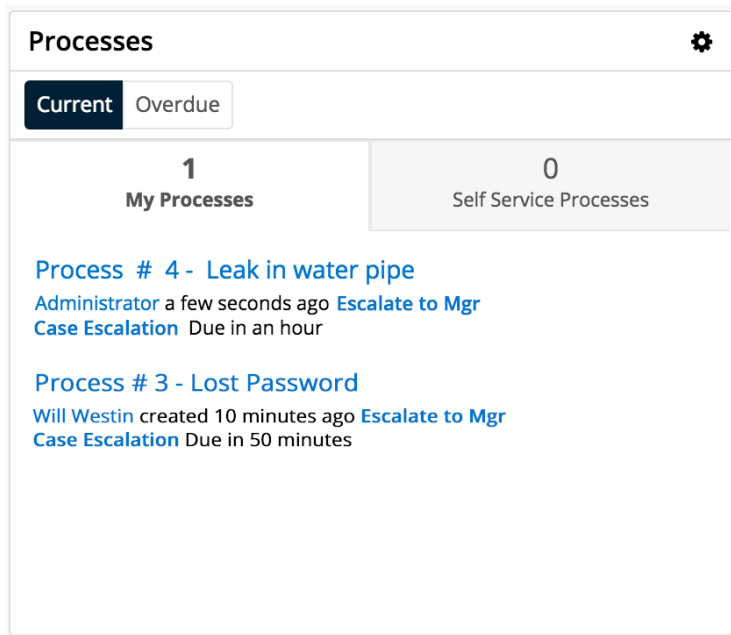 Processes
Current Overdue
1
My Processes
0
Self Service Processes
Process # 4 - Leak in water pipe
Administrator a few seconds ago Escalate to Mgr
Case Escalation Due in an hour
Process # 3 - Lost Password
Will Westin created 10 minutes ago Escalate to Mgr
Case Escalation Due in 50 minutes